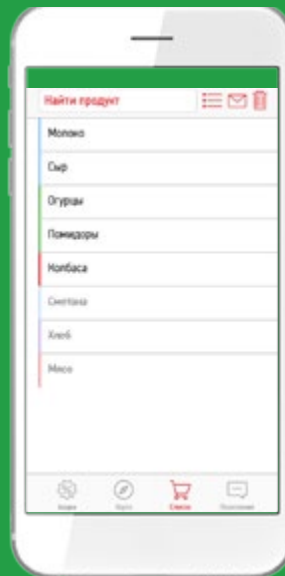 Найти продукт
Молоко
Сыр
Огурцы
Помидоры
Колбаса
Сметана
Хлеб
Мясо
Список